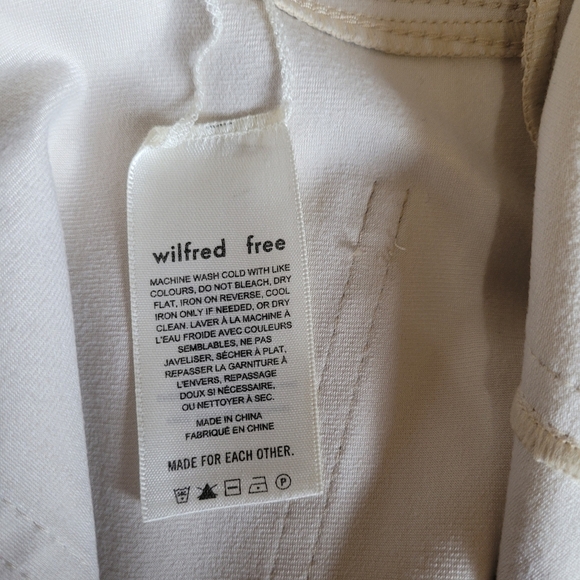 wilfred free
MACHINE WASH COLD WITH LIKE
COLOURS, DO NOT BLEACH, DRY
FLAT, IRON ON REVERSE, COOL
IRON ONLY IF NEEDED, OR DRY
CLEAN. LAVER À LA MACHINE À
L'EAU FROIDE AVEC COULEURS
SEMBLABLES, NE PAS
JAVELISER, SÉCHER À PLAT,
REPASSER LA GARNITURE À
L'ENVERS, REPASSAGE
DOUX SI NÉCESSAIRE,
OU NETTOYER À SEC.
MADE IN CHINA
FABRIQUÉ EN CHINE
MADE FOR EACH OTHER.
P